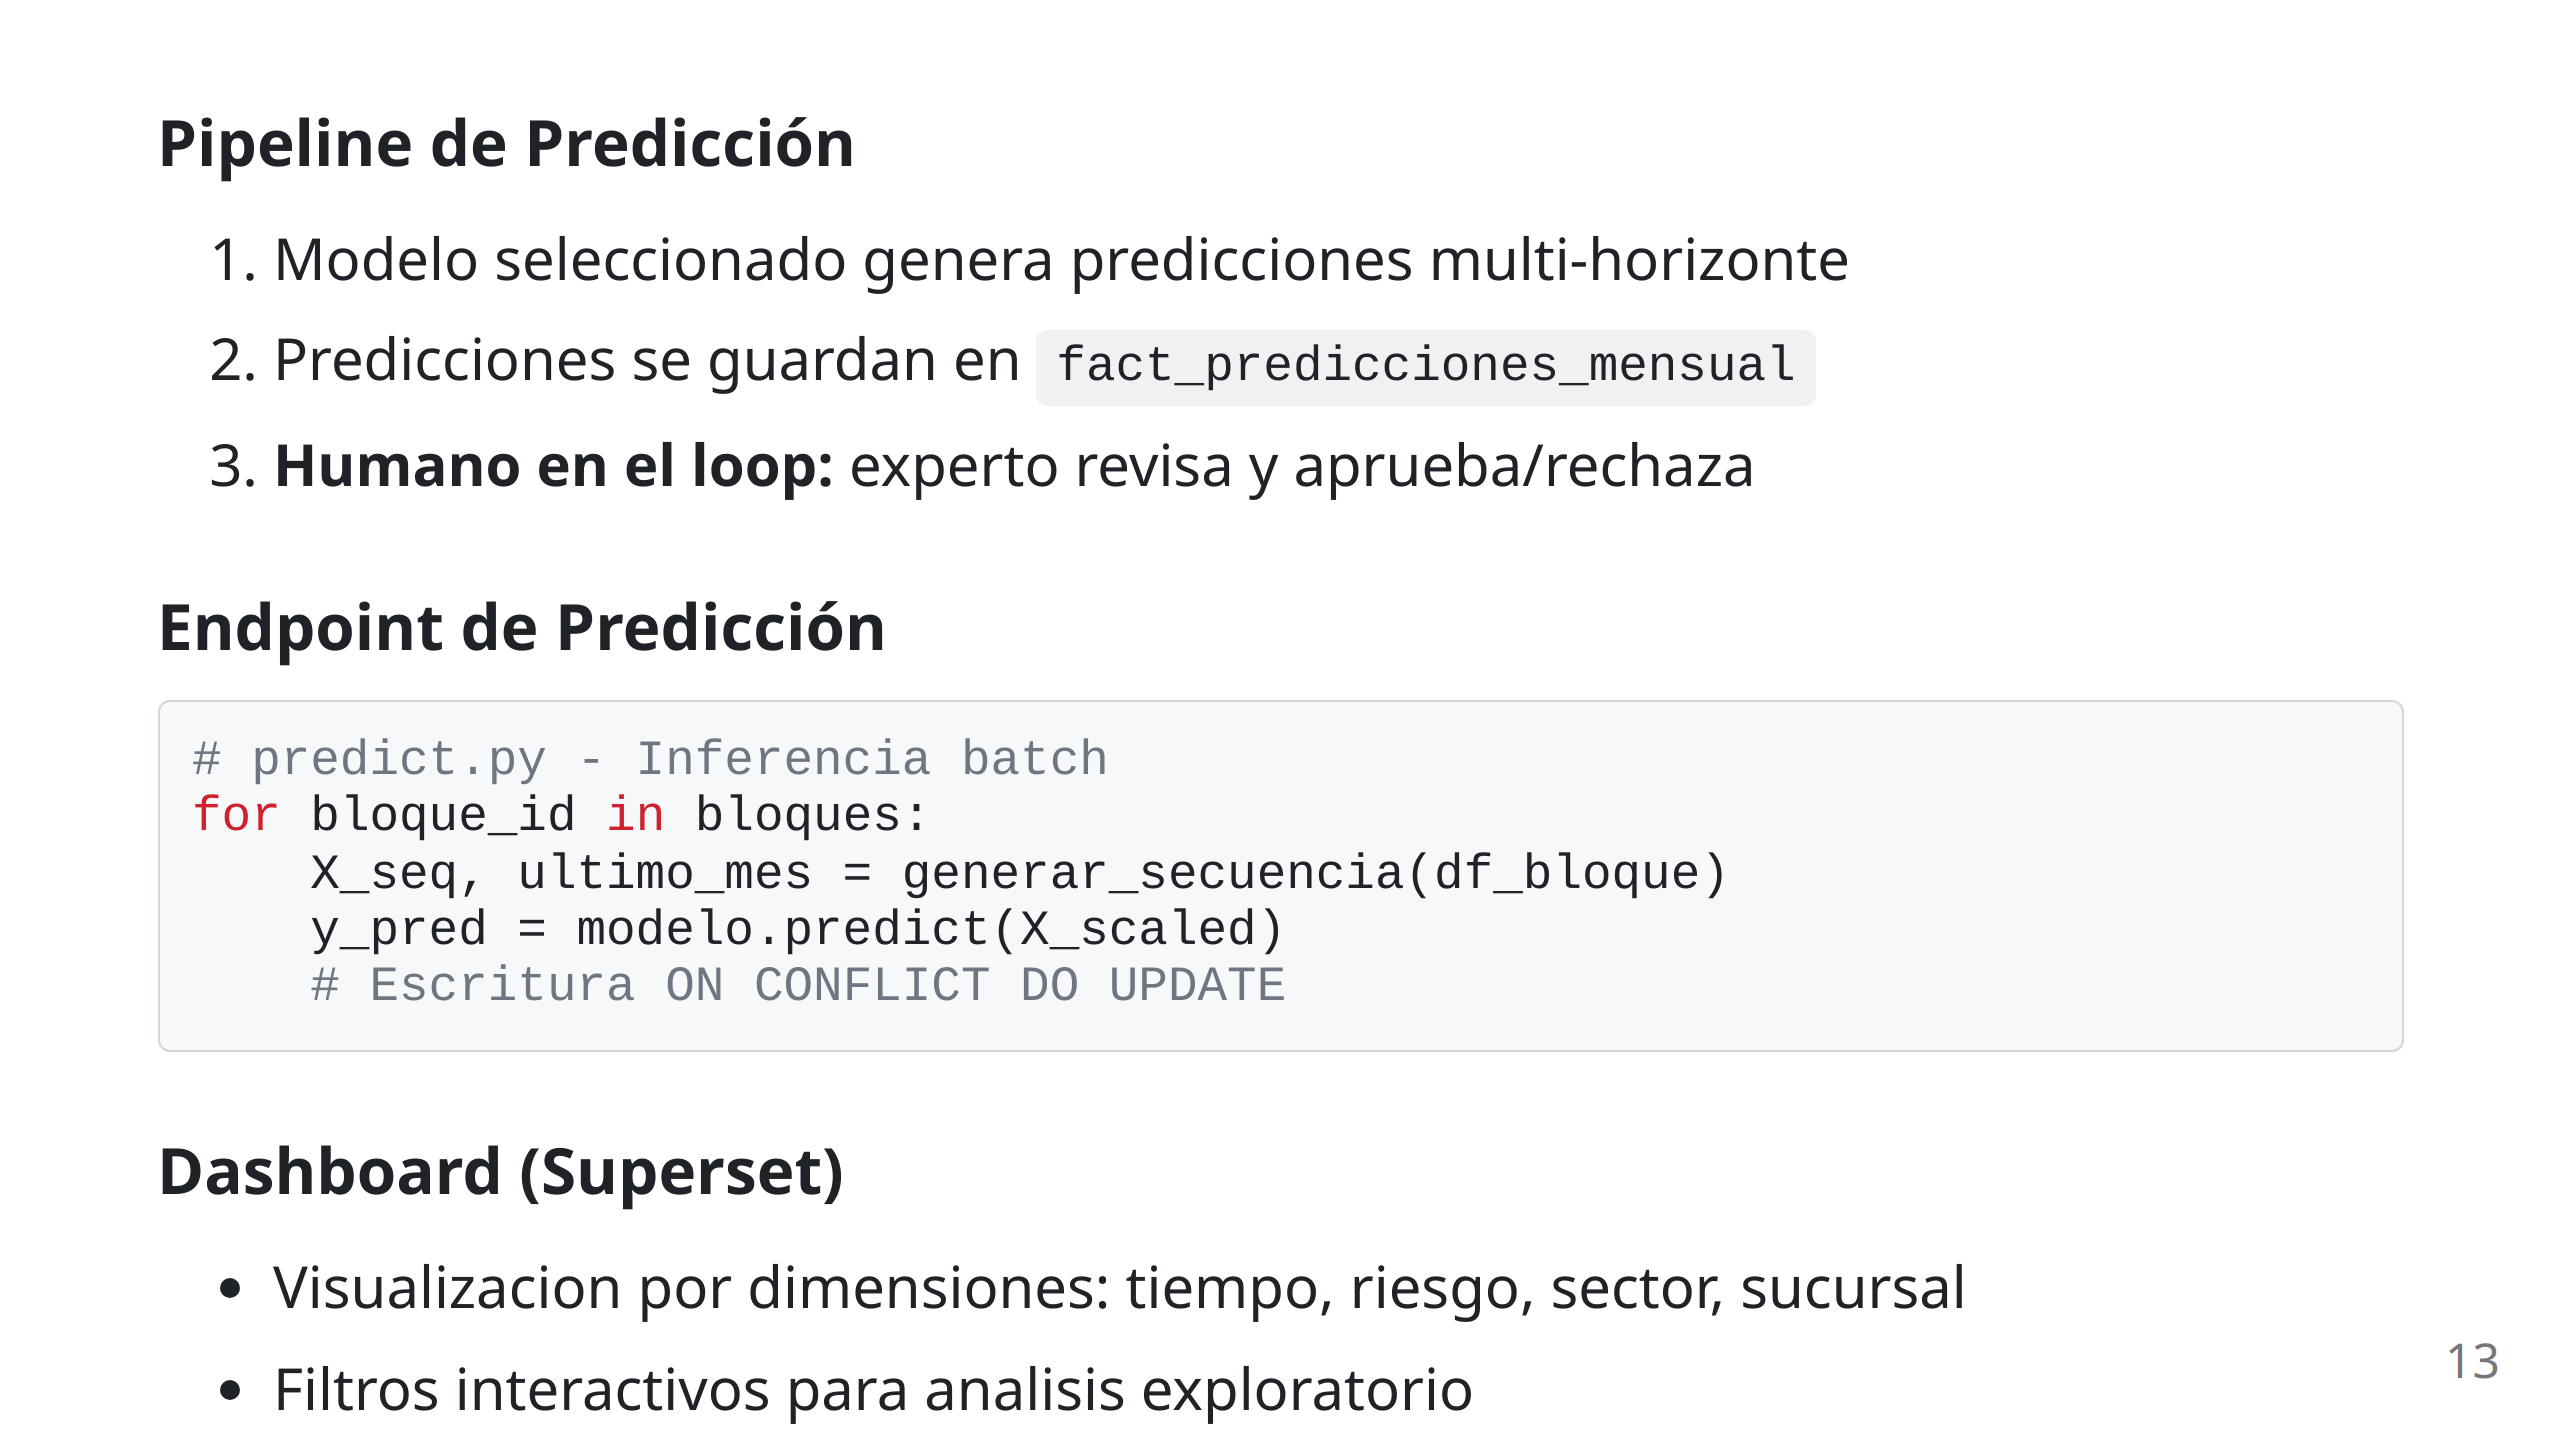 Pipeline de Predicción
1. Modelo seleccionado genera predicciones multi-horizonte
2. Predicciones se guardan en fact_predicciones_mensual
3. Humano en el loop: experto revisa y aprueba/rechaza
Endpoint de Predicción
# predict.py - Inferencia batch
for bloque_id in bloques:
    X_seq, ultimo_mes = generar_secuencia(df_bloque)
    y_pred = modelo.predict(X_scaled)
    # Escritura ON CONFLICT DO UPDATE
Dashboard (Superset)
• Visualizacion por dimensiones: tiempo, riesgo, sector, sucursal
• Filtros interactivos para analisis exploratorio
13